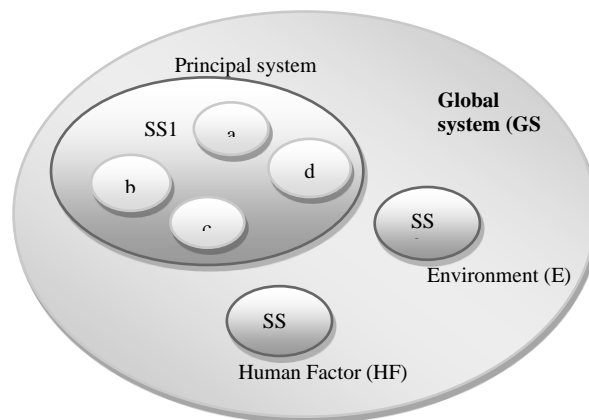 Principal system
Global
system (GS
SS1
a
b
c
d
SS
Environment (E)
SS
Human Factor (HF)